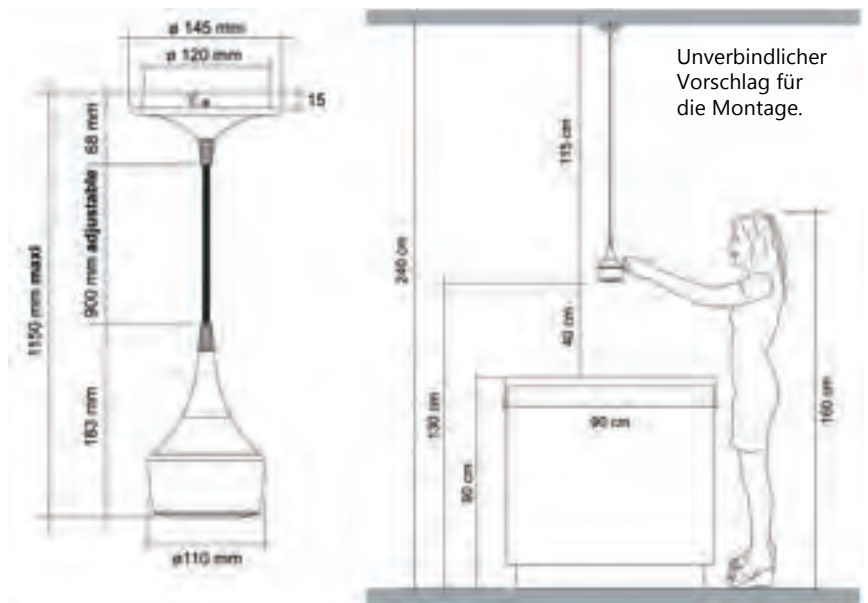 ø 145 mm
ø 120 mm
15
68 mm
900 mm adjustable
1150 mm maxi
183 mm
ø110 mm
Unverbindlicher
Vorschlag für
die Montage.
115 cm
240 cm
40 cm
130 cm
90 cm
90 cm
160 cm